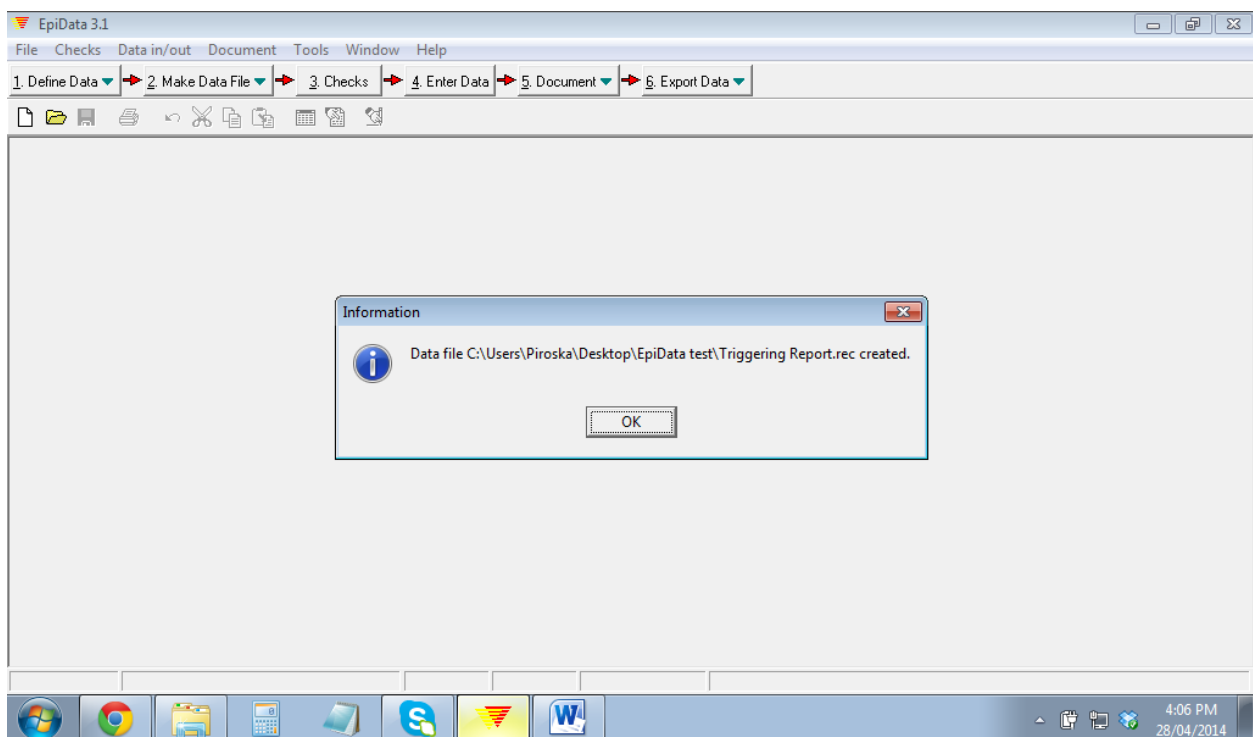 EpiData 3.1
File Checks Data in/out Document Tools Window Help
1. Define Data 2. Make Data File 3. Checks 4. Enter Data 5. Document 6. Export Data
Information
Data file C:\Users\Piroska\Desktop\EpiData test\Triggering Report.rec created.
OK
4:06 PM
28/04/2014